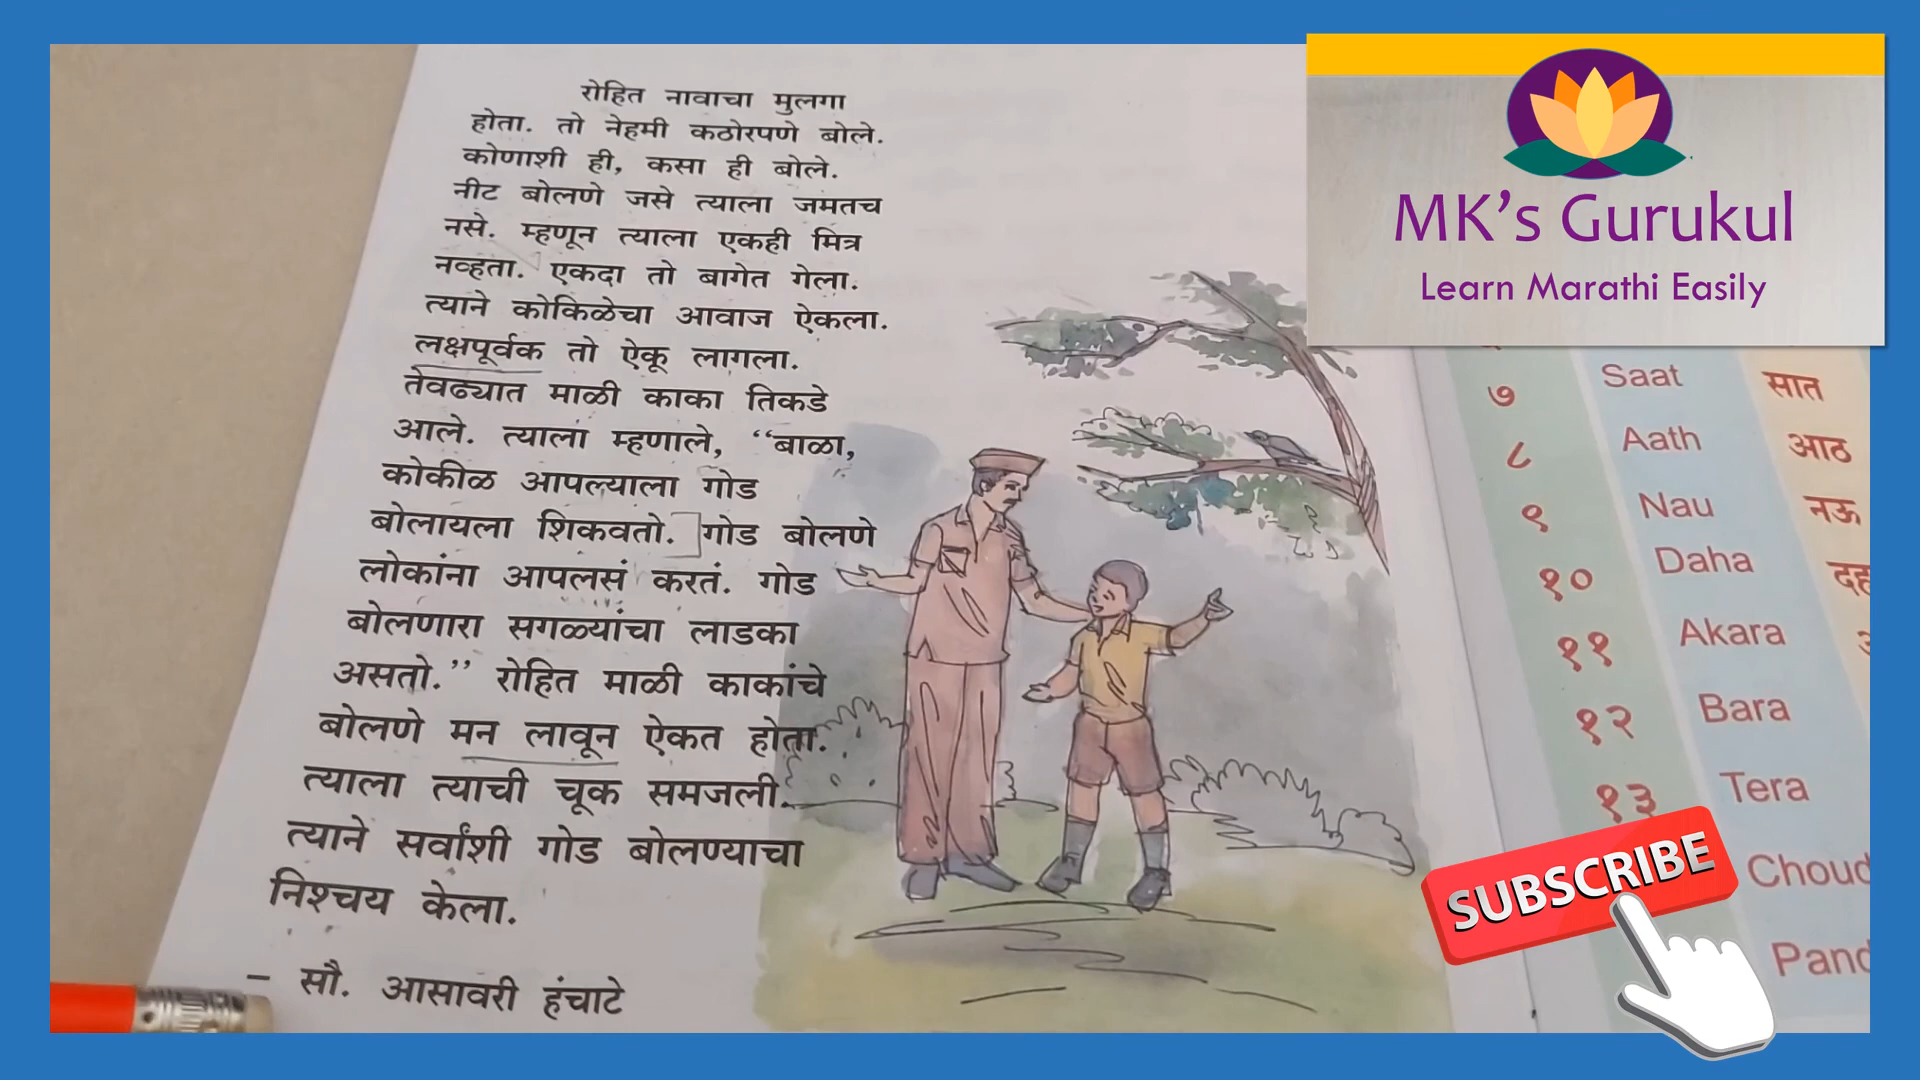 रोहित नावाचा मुलगा
होता. तो नेहमी कठोरपणे बोले.
कोणाशी ही, कसा ही बोले.
नीट बोलणे जसे त्याला जमतच
नसे. म्हणून त्याला एकही मित्र
नव्हता. एकदा तो बागेत गेला.
त्याने कोकिळेचा आवाज ऐकला.
लक्षपूर्वक तो ऐकू लागला.
तेवढ्यात माळी काका तिकडे
आले. त्याला म्हणाले, “बाळा,
कोकीळ आपल्याला गोड
बोलायला शिकवतो. गोड बोलणे
लोकांना आपलसं करतं. गोड
बोलणारा सगळ्यांचा लाडका
असतो.” रोहित माळी काकांचे
बोलणे मन लावून ऐकत होता.
त्याला त्याची चूक समजली.
त्याने सर्वांशी गोड बोलण्याचा
निश्चय केला.
– सौ. आसावरी हंचाटे
MK’s Gurukul
Learn Marathi Easily
७ Saat सात
८ Aath आठ
९ Nau नऊ
१० Daha
११ Akara
१२ Bara
१३ Tera
SUBSCRIBE